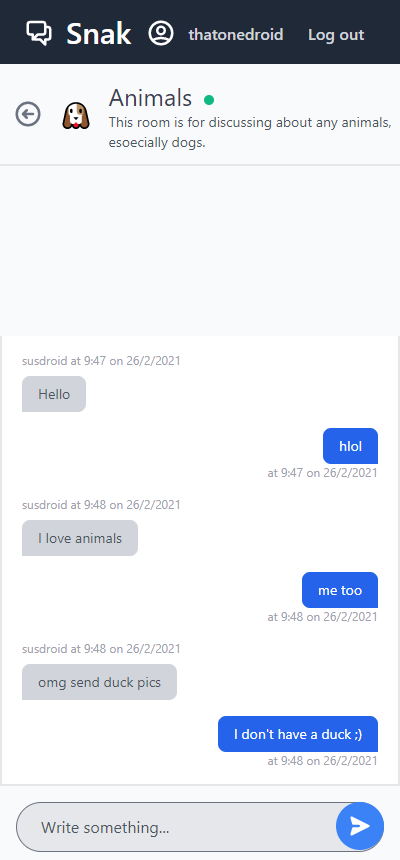 Snak thatonedroid Log out
Animals
This room is for discussing about any animals,
esoecially dogs.
susdroid at 9:47 on 26/2/2021
Hello
hlol
at 9:47 on 26/2/2021
susdroid at 9:48 on 26/2/2021
I love animals
me too
at 9:48 on 26/2/2021
susdroid at 9:48 on 26/2/2021
omg send duck pics
I don't have a duck ;)
at 9:48 on 26/2/2021
Write something...